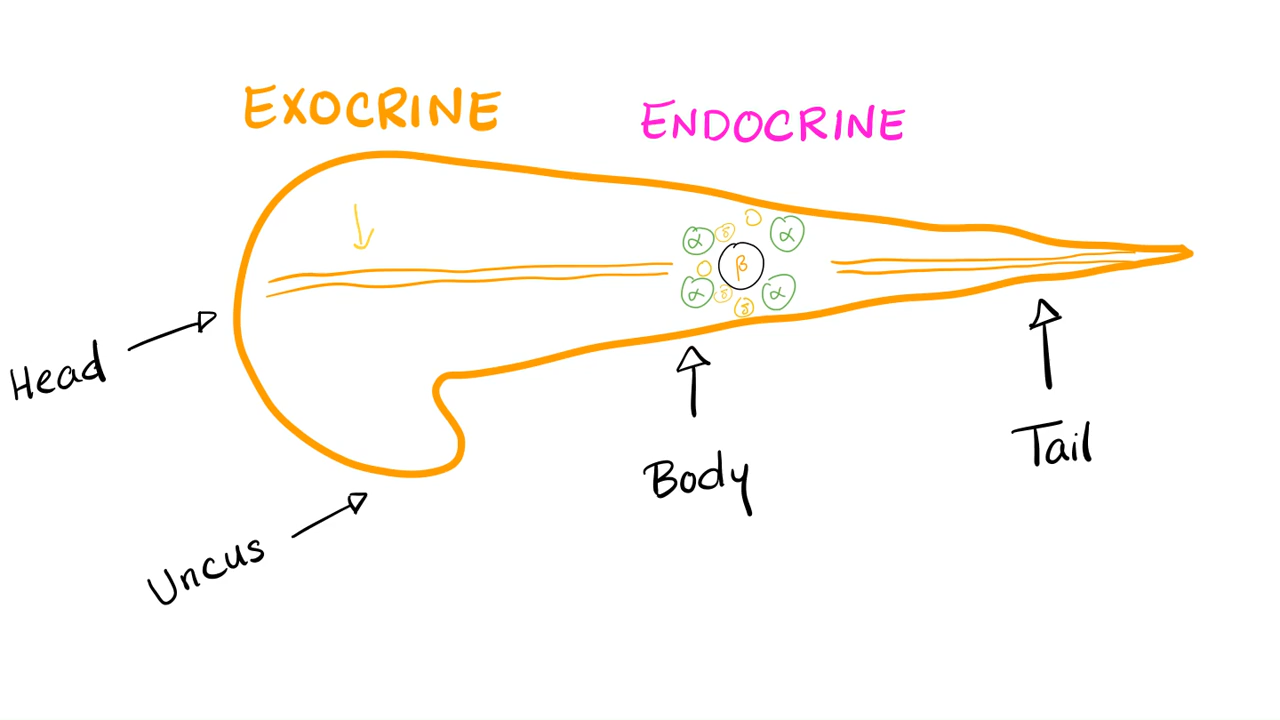 EXOCRINE
ENDOCRINE
α δ α
β
α δ α
δ
Head
Body
Tail
Uncus